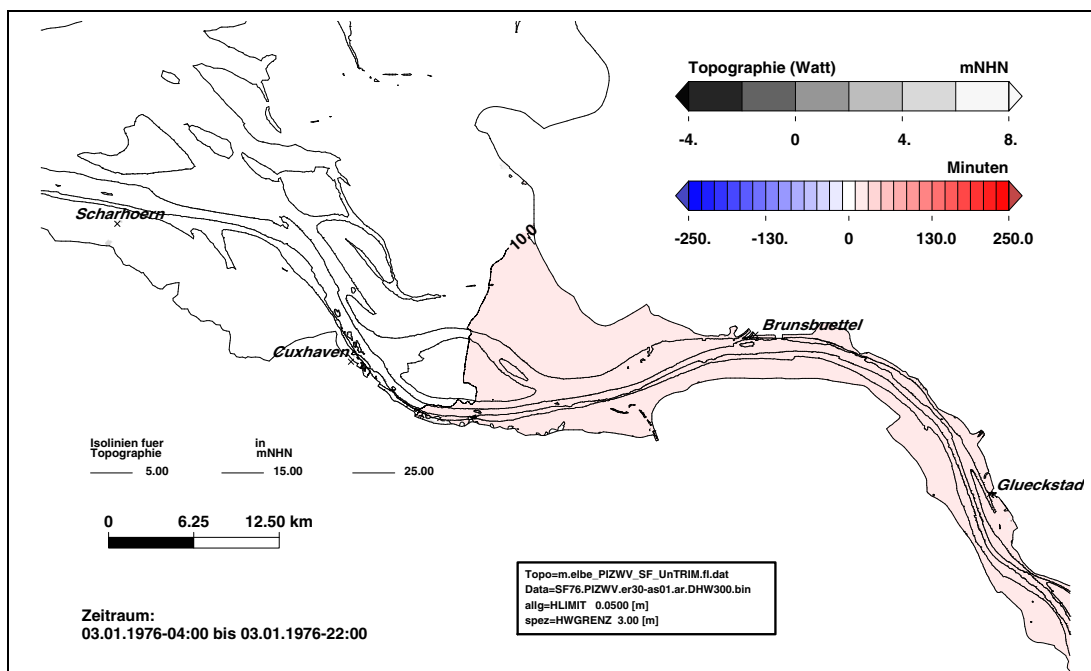 Topographie (Watt) mNHN
-4. 0 4. 8.
Minuten
-250. -130. 0 130.0 250.0
Scharhoern
10.0
Brunsbuettel
Cuxhaven
Glueckstad
Isolinien fuer in
Topographie mNHN
5.00 15.00 25.00
0 6.25 12.50 km
Topo=m.elbe_PIZWV_SF_UnTRIM.fl.dat
Data=SF76.PIZWV.er30-as01.ar.DHW300.bin
allg=HLIMIT 0.0500 [m]
spez=HWGRENZ 3.00 [m]
Zeitraum:
03.01.1976-04:00 bis 03.01.1976-22:00